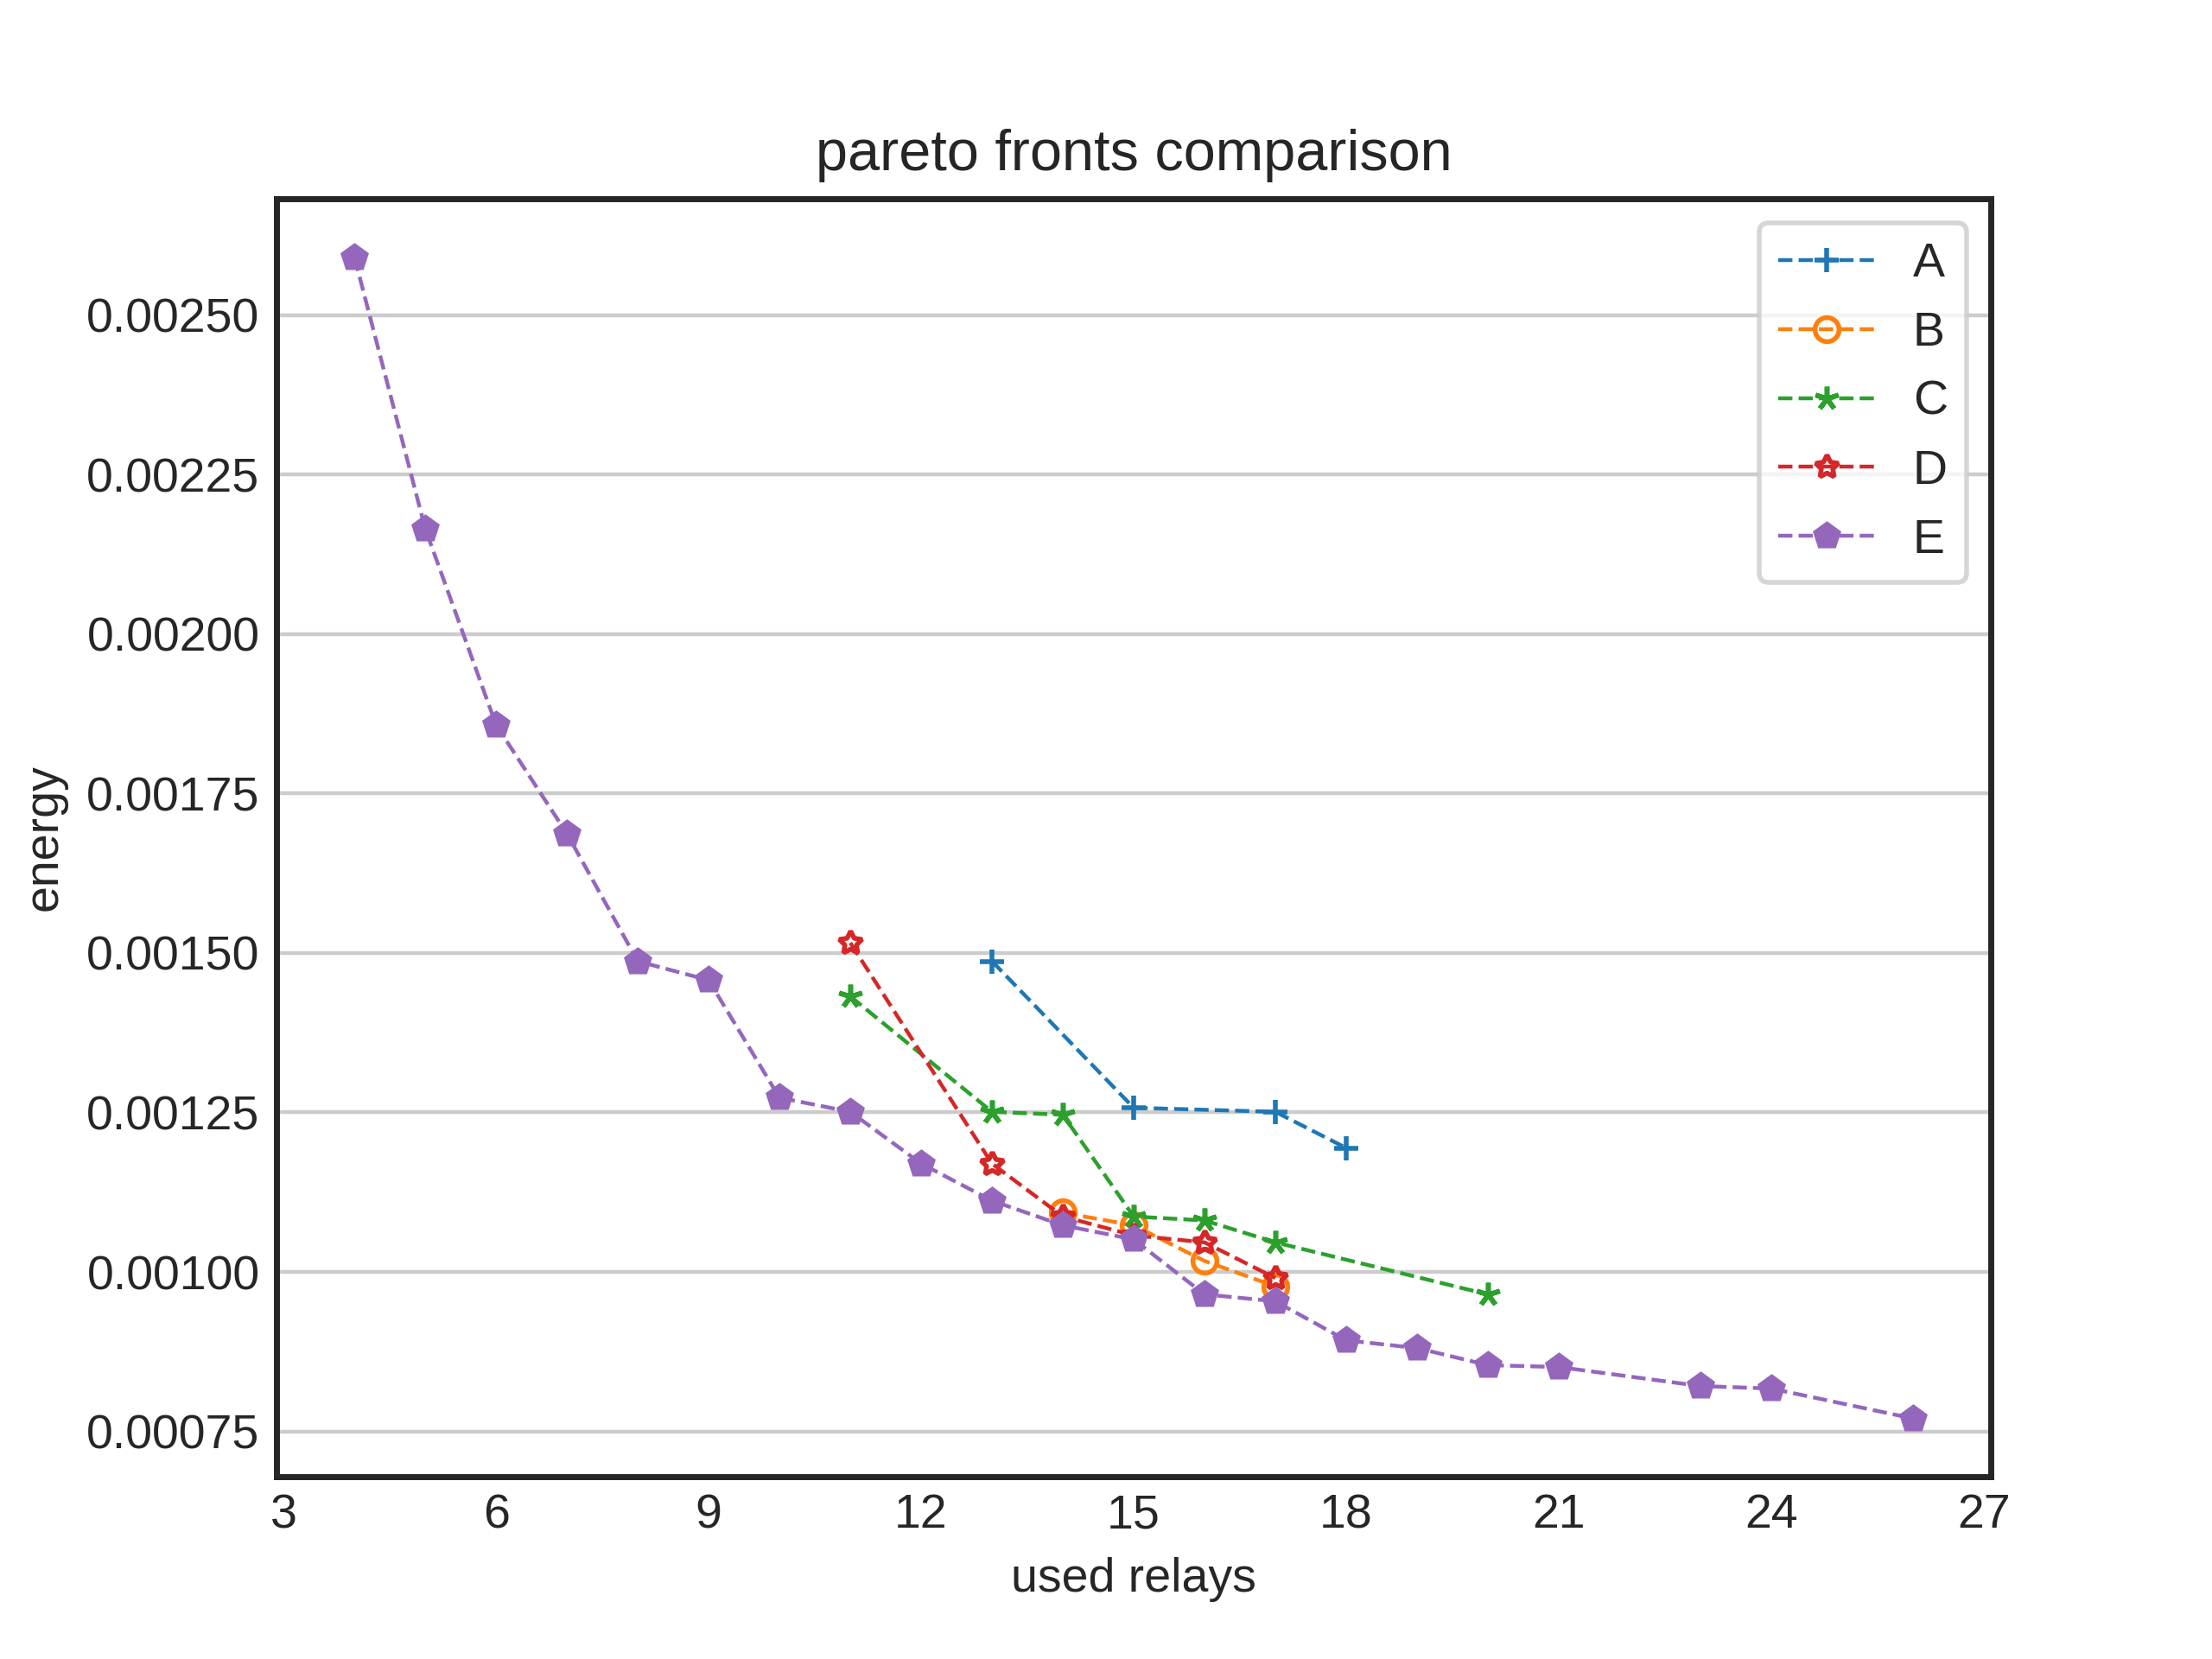 pareto fronts comparison
A
B
C
D
E
0.00250
0.00225
0.00200
0.00175
0.00150
0.00125
0.00100
0.00075
energy
3 6 9 12 15 18 21 24 27
used relays